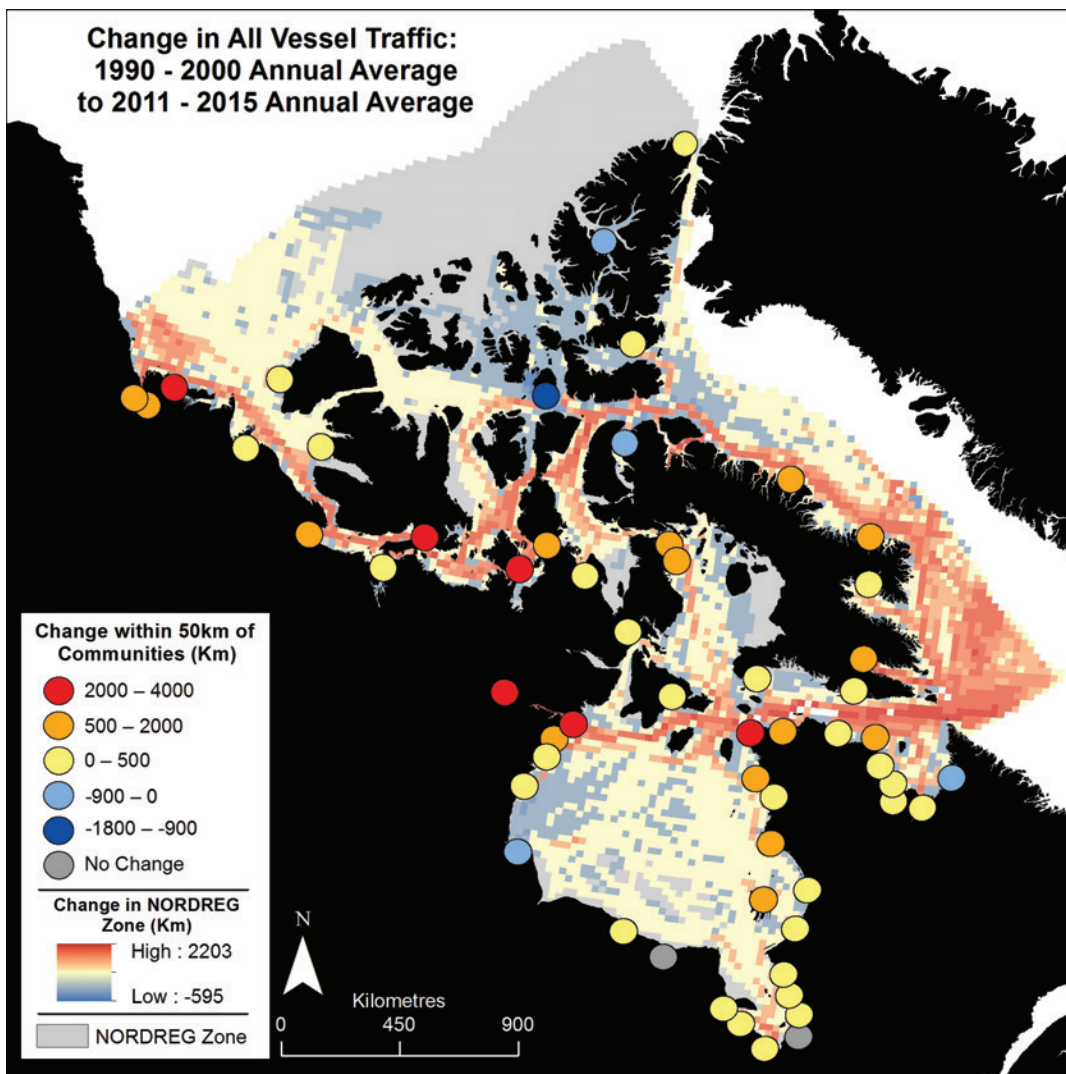 Change in All Vessel Traffic:
1990 - 2000 Annual Average
to 2011 - 2015 Annual Average
Change within 50km of
Communities (Km)
2000 – 4000
500 – 2000
0 – 500
-900 – 0
-1800 – -900
No Change
Change in NORDREG
Zone (Km)
High : 2203
Low : -595
NORDREG Zone
N
Kilometres
0 450 900